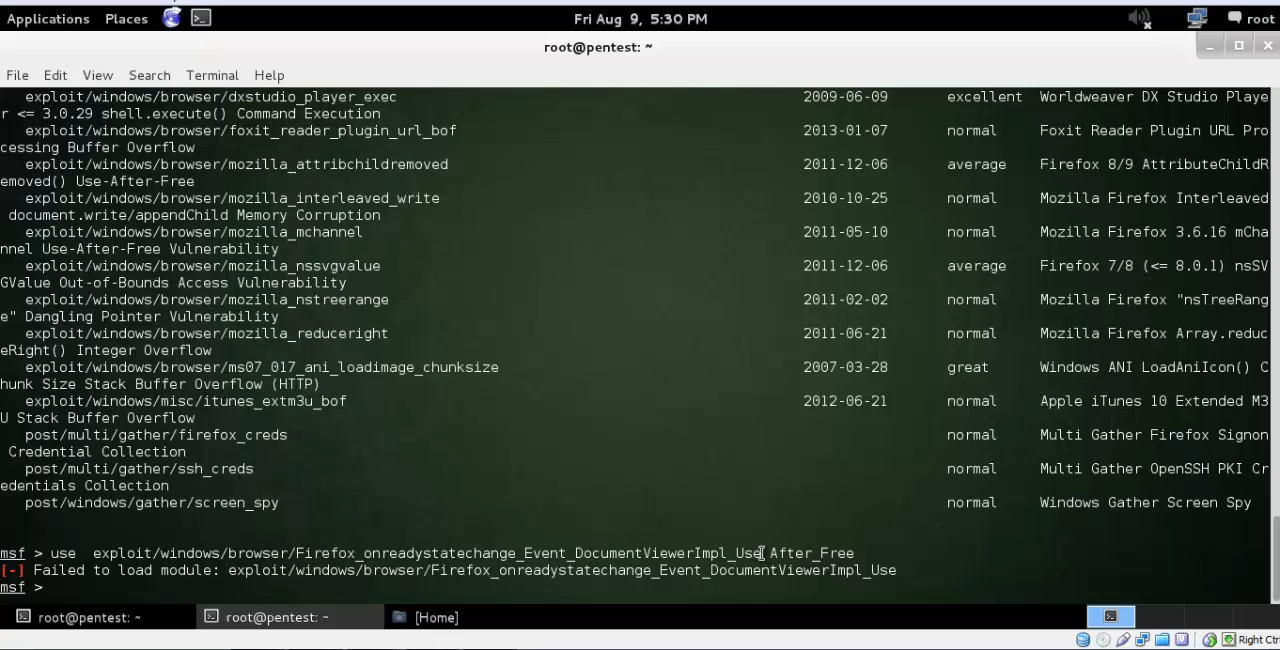 Applications Places Fri Aug 9, 5:30 PM root
root@pentest: ~
File Edit View Search Terminal Help
exploit/windows/browser/dxstudio_player_exec 2009-06-09 excellent Worldweaver DX Studio Playe
r <= 3.0.29 shell.execute() Command Execution
exploit/windows/browser/foxit_reader_plugin_url_bof 2013-01-07 normal Foxit Reader Plugin URL Pro
cessing Buffer Overflow
exploit/windows/browser/mozilla_attribchildremoved 2011-12-06 average Firefox 8/9 AttributeChildR
emoved() Use-After-Free
exploit/windows/browser/mozilla_interleaved_write 2010-10-25 normal Mozilla Firefox Interleaved
document.write/appendChild Memory Corruption
exploit/windows/browser/mozilla_mchannel 2011-05-10 normal Mozilla Firefox 3.6.16 mCha
nnel Use-After-Free Vulnerability
exploit/windows/browser/mozilla_nssvgvalue 2011-12-06 average Firefox 7/8 (<= 8.0.1) nsSV
GValue Out-of-Bounds Access Vulnerability
exploit/windows/browser/mozilla_nstreerange 2011-02-02 normal Mozilla Firefox "nsTreeRang
e" Dangling Pointer Vulnerability
exploit/windows/browser/mozilla_reduceright 2011-06-21 normal Mozilla Firefox Array.reduc
eRight() Integer Overflow
exploit/windows/browser/ms07_017_ani_loadimage_chunksize 2007-03-28 great Windows ANI LoadAniIcon() C
hunk Size Stack Buffer Overflow (HTTP)
exploit/windows/misc/itunes_extm3u_bof 2012-06-21 normal Apple iTunes 10 Extended M3
U Stack Buffer Overflow
post/multi/gather/firefox_creds normal Multi Gather Firefox Signon
Credential Collection
post/multi/gather/ssh_creds normal Multi Gather OpenSSH PKI Cr
edentials Collection
post/windows/gather/screen_spy normal Windows Gather Screen Spy
msf > use exploit/windows/browser/Firefox_onreadystatechange_Event_DocumentViewerImpl_Use After_Free
[-] Failed to load module: exploit/windows/browser/Firefox_onreadystatechange_Event_DocumentViewerImpl_Use
msf >
root@pentest: ~ root@pentest: ~ [Home]
Right Ctr